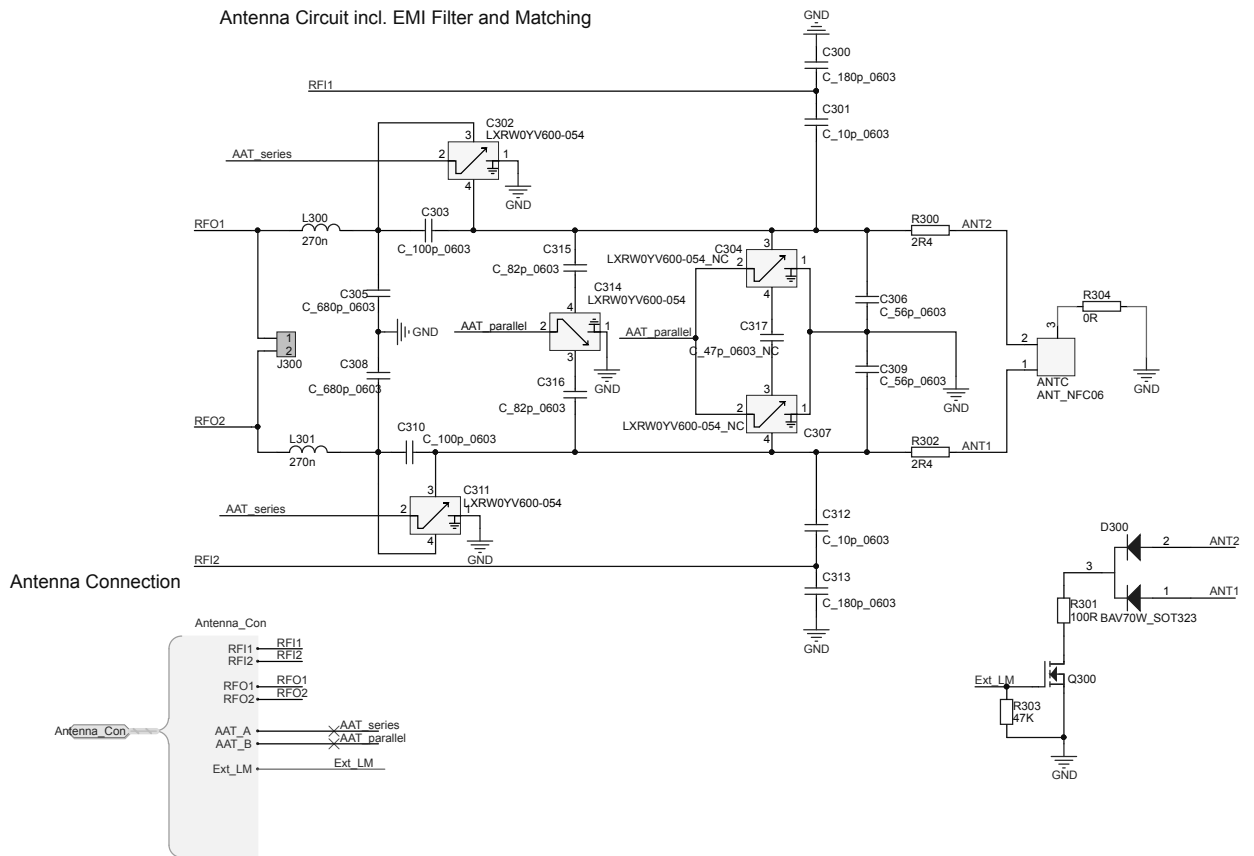 Antenna Circuit incl. EMI Filter and Matching
GND
C300
C_180p_0603
RFI1
C301
C_10p_0603
C302
LXRW0YV600-054
3
AAT_series
2
1
4
GND
RFO1
L300
270n
C303
C_100p_0603
R300
2R4
ANT2
C315
C_82p_0603
C304
LXRW0YV600-054_NC
3
2
1
4
C305
C_680p_0603
C314
LXRW0YV600-054
4
AAT_parallel
2
1
3
GND
GND
AAT_parallel
C317
C_47p_0603_NC
C306
C_56p_0603
R304
0R
3
2
1
ANTC
ANT_NFC06
GND
1
2
J300
C308
C_680p_0603
C316
C_82p_0603
3
2
1
LXRW0YV600-054_NC
4
C307
C309
C_56p_0603
GND
RFO2
L301
270n
C310
C_100p_0603
R302
2R4
ANT1
C311
LXRW0YV600-054
3
AAT_series
2
1
4
GND
C312
C_10p_0603
RFI2
C313
C_180p_0603
GND
D300
2
ANT2
3
1
ANT1
BAV70W_SOT323
R301
100R
Ext_LM
Q300
R303
47K
GND
Antenna Connection
Antenna_Con
Antenna_Con
RFI1
RFI1
RFI2
RFI2
RFO1
RFO1
RFO2
RFO2
AAT_A
AAT_series
AAT_B
AAT_parallel
Ext_LM
Ext_LM